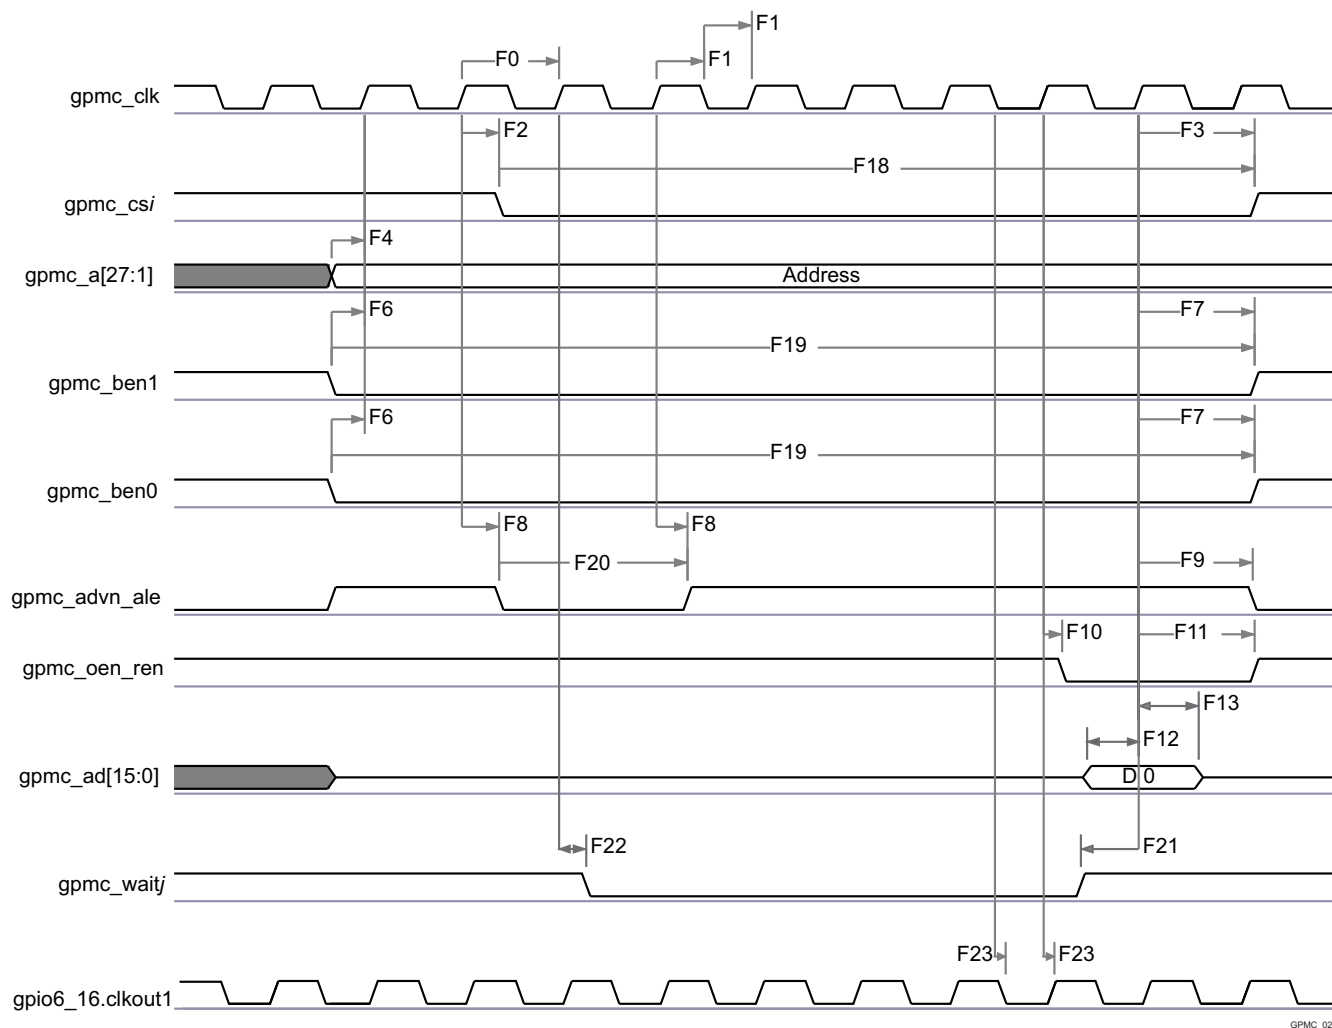 F1
F0
F1
gpmc_clk
F2
F3
F18
gpmc_csi
F4
gpmc_a[27:1]
Address
F6
F7
F19
gpmc_ben1
F6
F7
F19
gpmc_ben0
F8
F8
F20
F9
gpmc_advn_ale
F10
F11
gpmc_oen_ren
F13
F12
gpmc_ad[15:0]
D 0
F22
F21
gpmc_waitj
F23
F23
gpio6_16.clkout1
GPMC_02